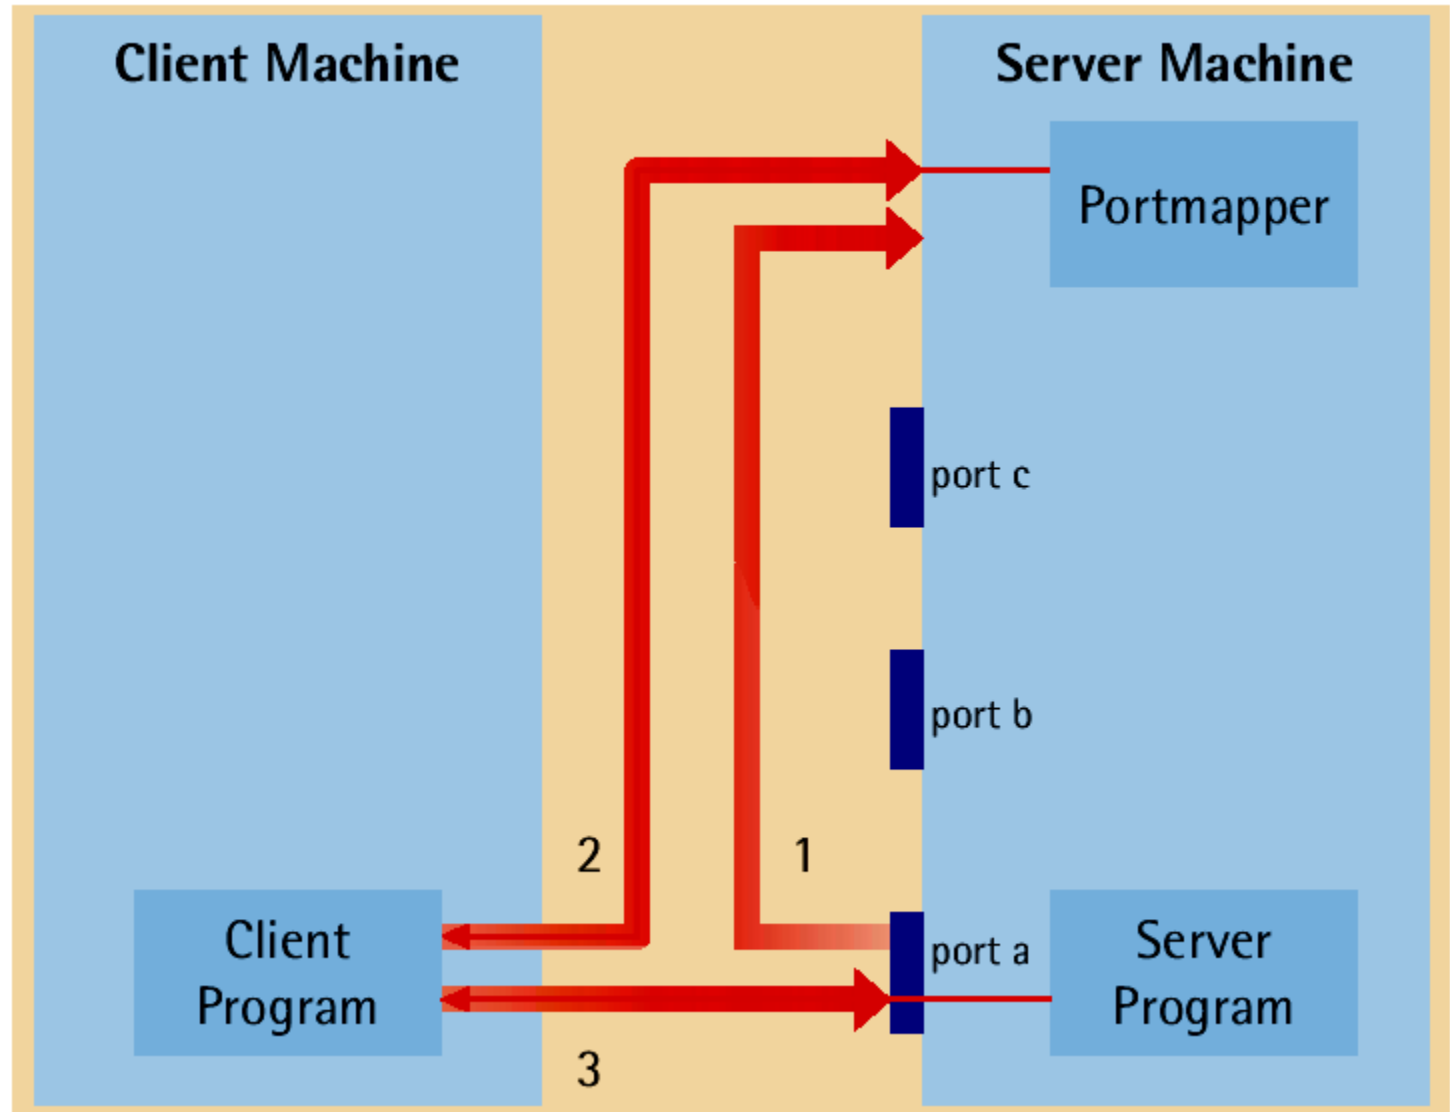 Client Machine
Server Machine
Portmapper
port c
port b
2
1
Client
Program
port a
Server
Program
3